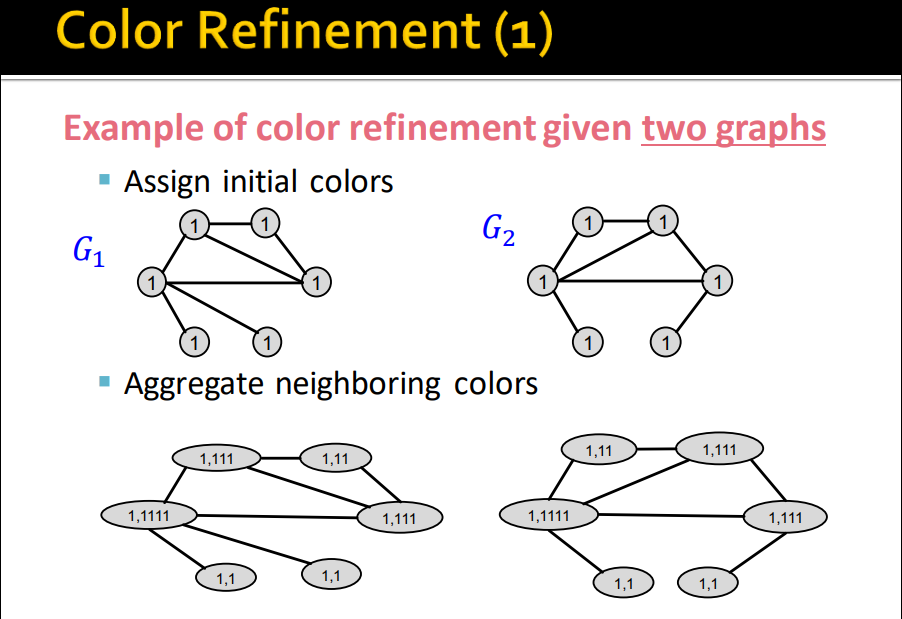 Color Refinement (1)
Example of color refinement given two graphs
Assign initial colors
G₁
1 1
1 1
1 1
G₂
1 1
1 1
1 1
Aggregate neighboring colors
1,111 1,11
1,1111 1,111
1,1 1,1
1,11 1,111
1,1111 1,111
1,1 1,1